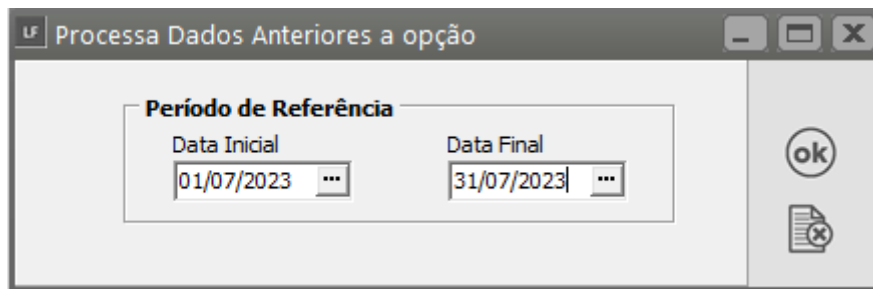 LF Processa Dados Anteriores a opção
Período de Referência
Data Inicial
Data Final
01/07/2023 ...
31/07/2023 ...
ok